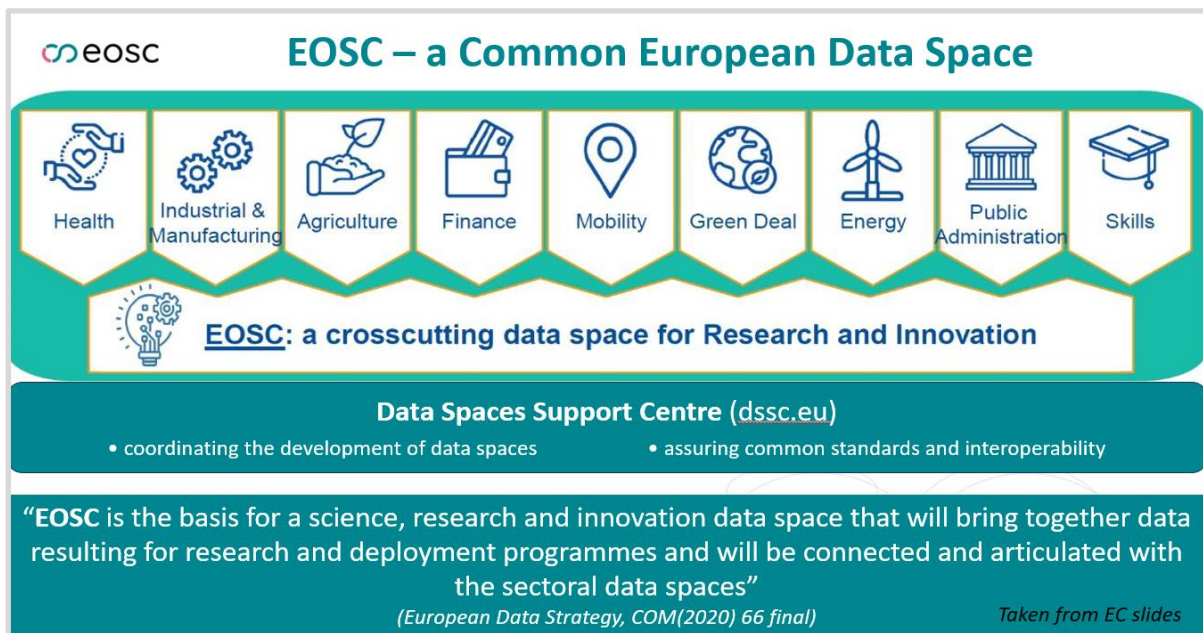 eosc
EOSC – a Common European Data Space
Health
Industrial &
Manufacturing
Agriculture
Finance
Mobility
Green Deal
Energy
Public
Administration
Skills
EOSC: a crosscutting data space for Research and Innovation
Data Spaces Support Centre (dssc.eu)
• coordinating the development of data spaces
• assuring common standards and interoperability
“EOSC is the basis for a science, research and innovation data space that will bring together data
resulting for research and deployment programmes and will be connected and articulated with
the sectoral data spaces”
(European Data Strategy, COM(2020) 66 final)
Taken from EC slides